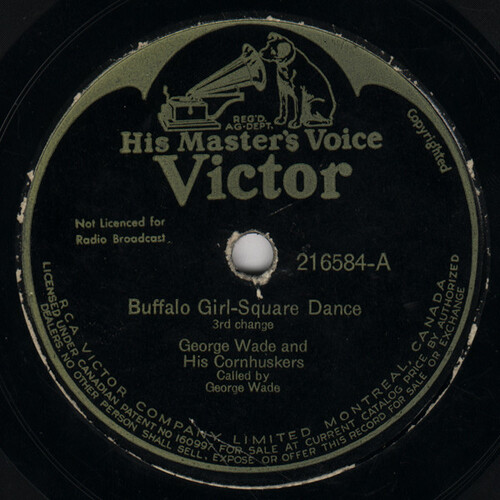 REG'D.
AG-DEPT.
His Master's Voice
Victor
Copyrighted
Not Licenced for
Radio Broadcast
216584-A
Buffalo Girl-Square Dance
3rd change
George Wade and
His Cornhuskers
Called by
George Wade
R.C.A. VICTOR COMPANY LIMITED MONTREAL, CANADA
LICENSED UNDER CANADIAN PATENT NO 160997. FOR SALE AT CURRENT CATALOG PRICE BY AUTHORIZED
DEALERS. NO OTHER PERSON SHALL SELL, EXPOSE OR OFFER THIS RECORD FOR SALE OR EXCHANGE